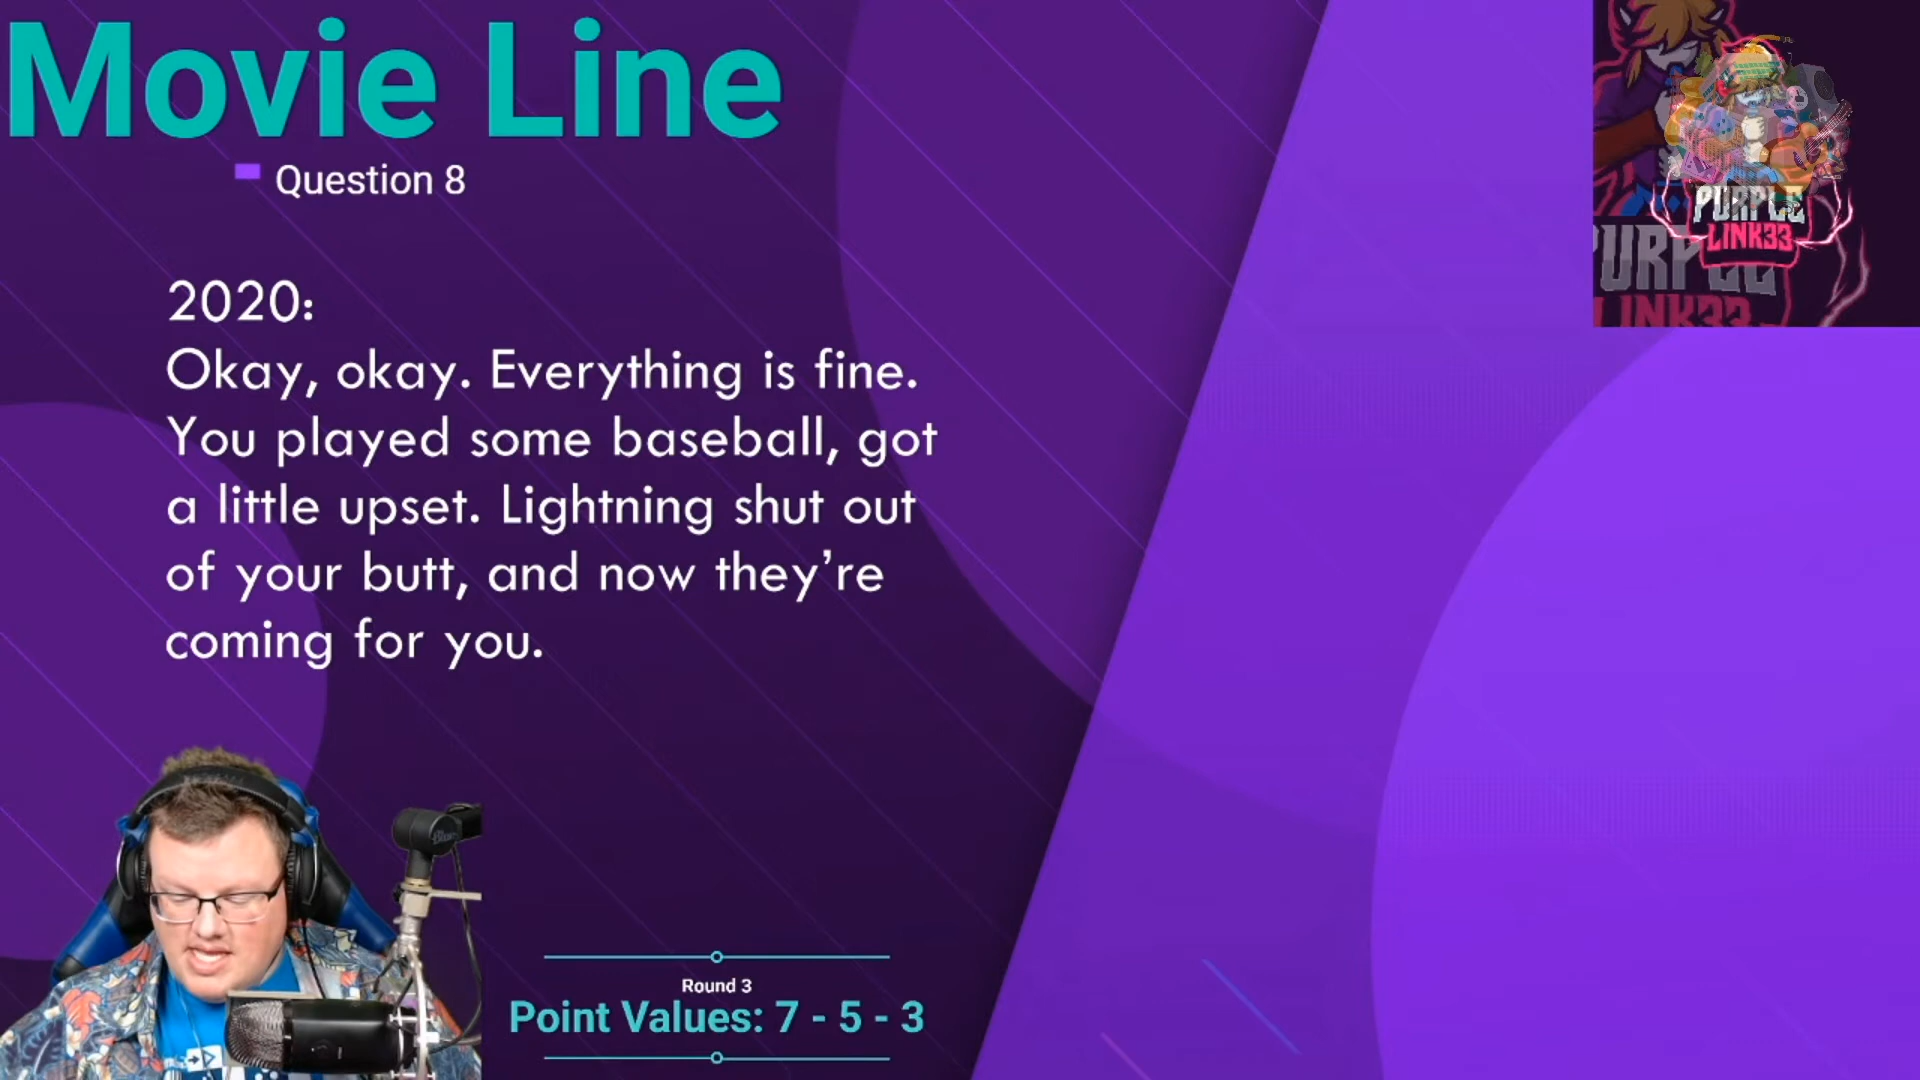 Movie Line
Question 8
2020:
Okay, okay. Everything is fine.
You played some baseball, got
a little upset. Lightning shut out
of your butt, and now they’re
coming for you.
Round 3
Point Values: 7 - 5 - 3
PURPLE
LINK33
PURPLE
LINK33